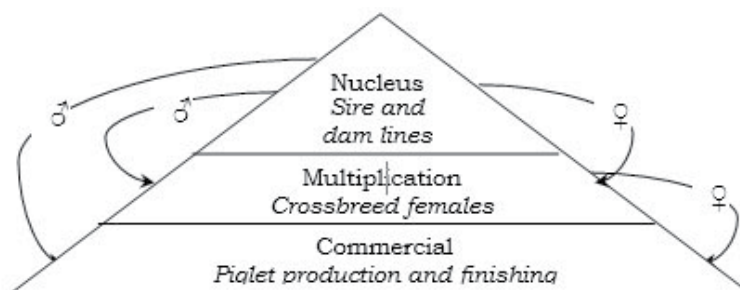 Nucleus
Sire and
♂ ♂ ♀
dam lines
Multiplication
Crossbreed females
♀
Commercial
Piglet production and finishing